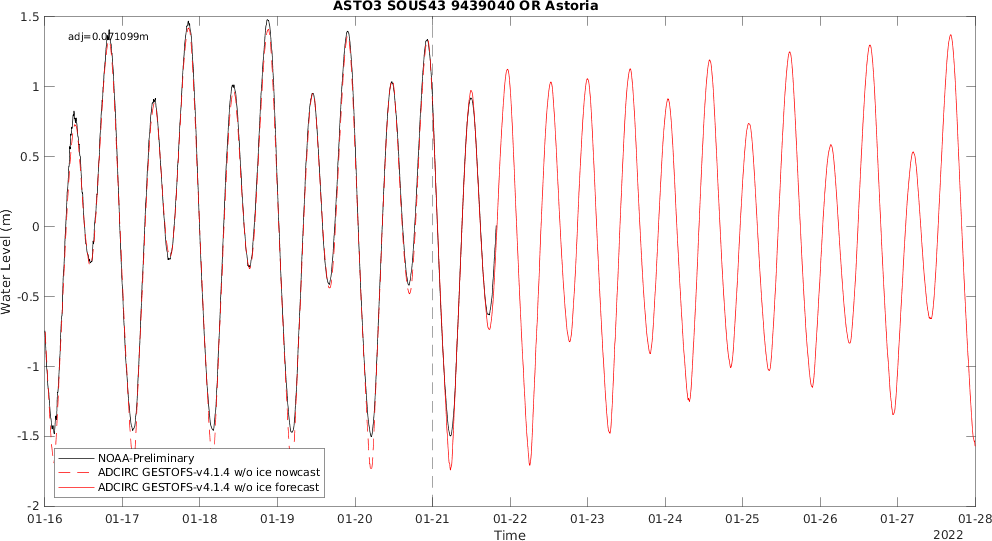 ASTO3 SOUS43 9439040 OR Astoria
adj=0.071099m
Water Level (m)
1.5
1
0.5
0
-0.5
-1
-1.5
-2
NOAA-Preliminary
ADCIRC GESTOFS-v4.1.4 w/o ice nowcast
ADCIRC GESTOFS-v4.1.4 w/o ice forecast
01-16 01-17 01-18 01-19 01-20 01-21 01-22 01-23 01-24 01-25 01-26 01-27 01-28
Time
2022